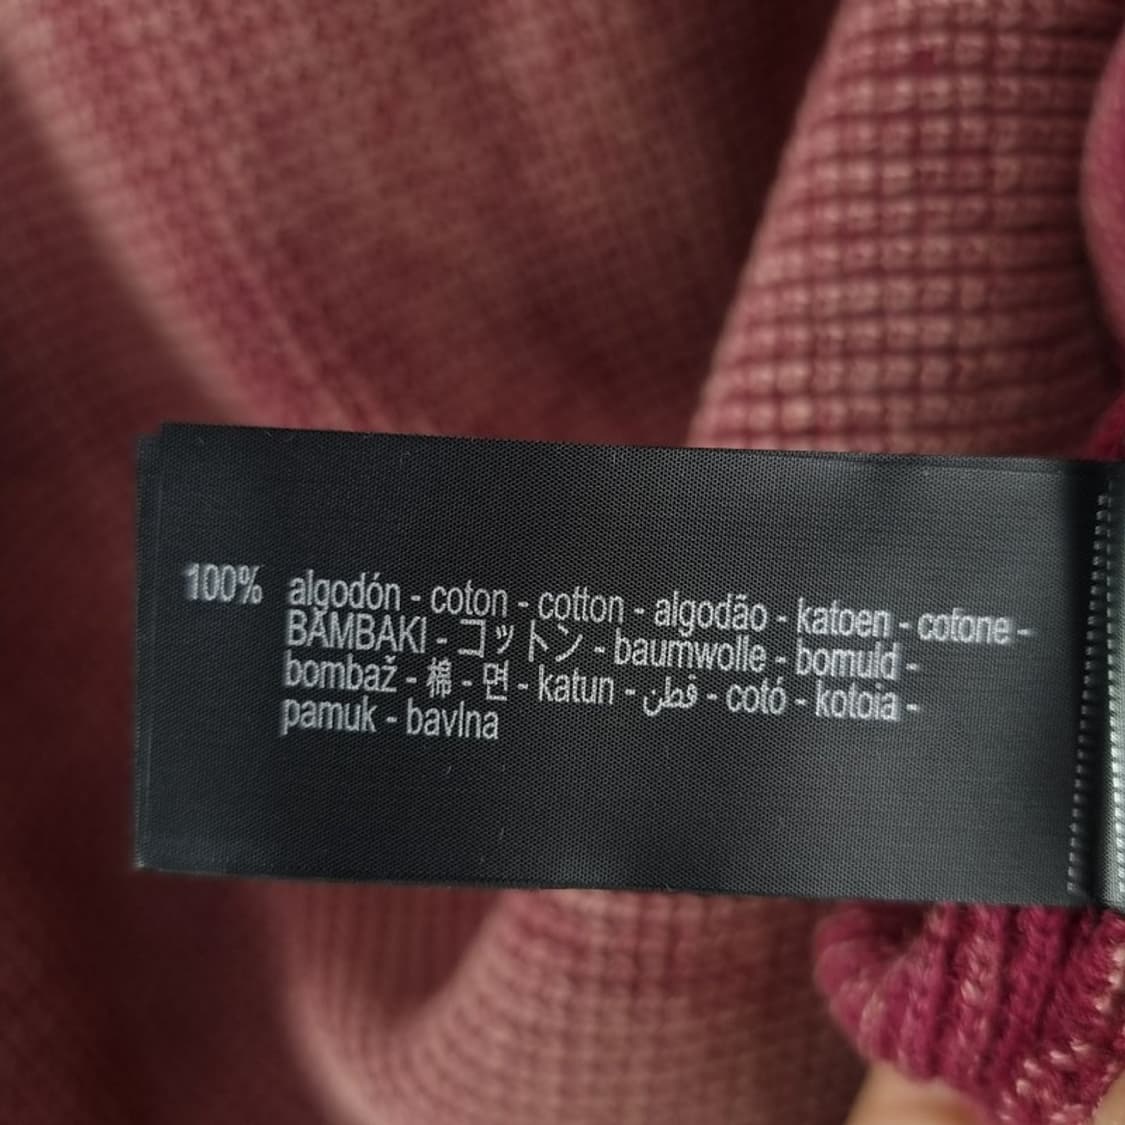 100% algodón - coton - cotton - algodão - katoen - cotone -
BAMBAKI - コットン - baumwolle - bomuld -
bombaž - 棉 - 면 - katun - قطن - cotó - kotoia -
pamuk - bavlna